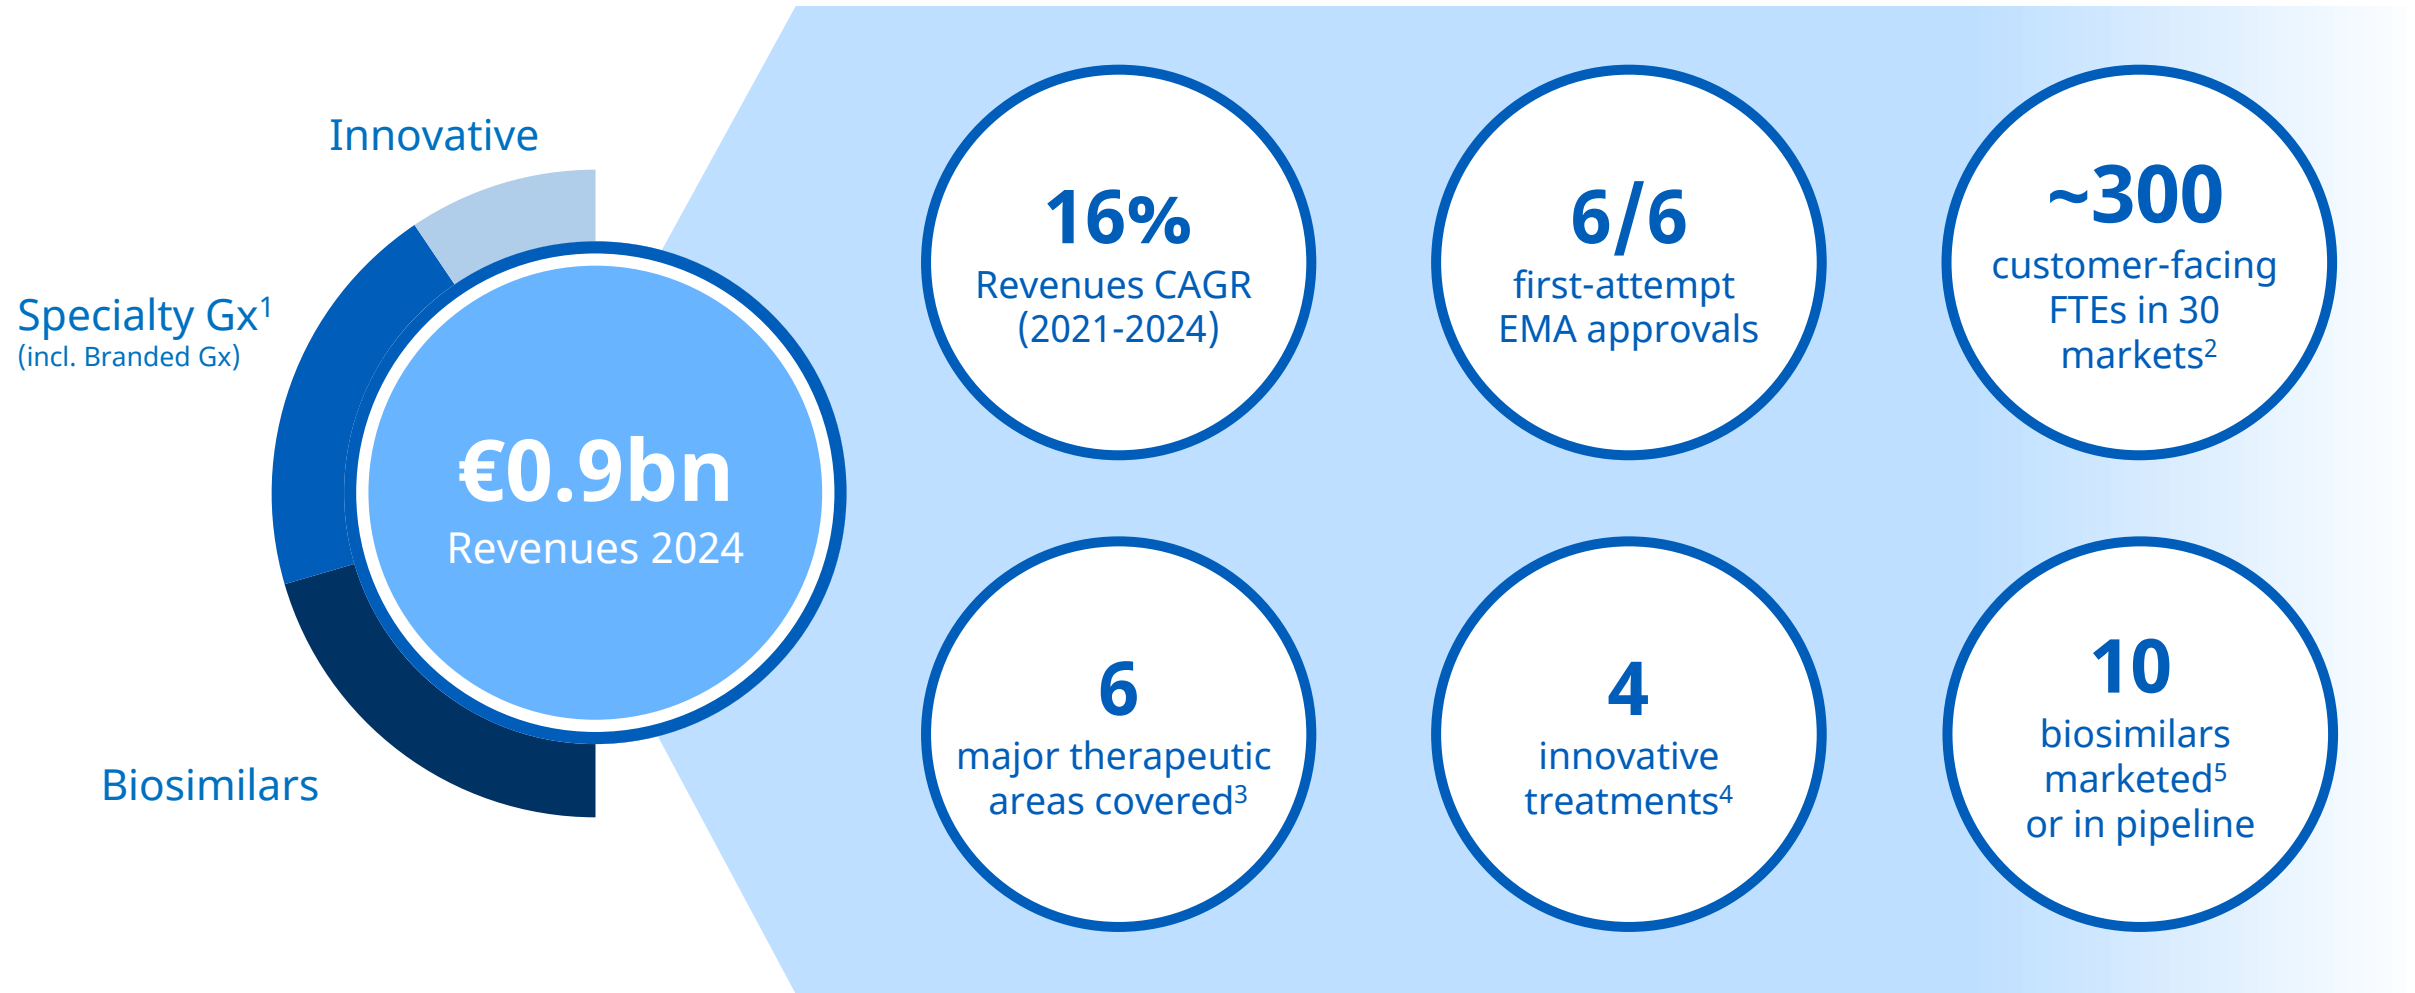 Innovative
Specialty Gx¹
(incl. Branded Gx)
Biosimilars
€0.9bn
Revenues 2024
16%
Revenues CAGR
(2021-2024)
6/6
first-attempt
EMA approvals
~300
customer-facing
FTEs in 30
markets²
6
major therapeutic
areas covered³
4
innovative
treatments⁴
10
biosimilars
marketed⁵
or in pipeline